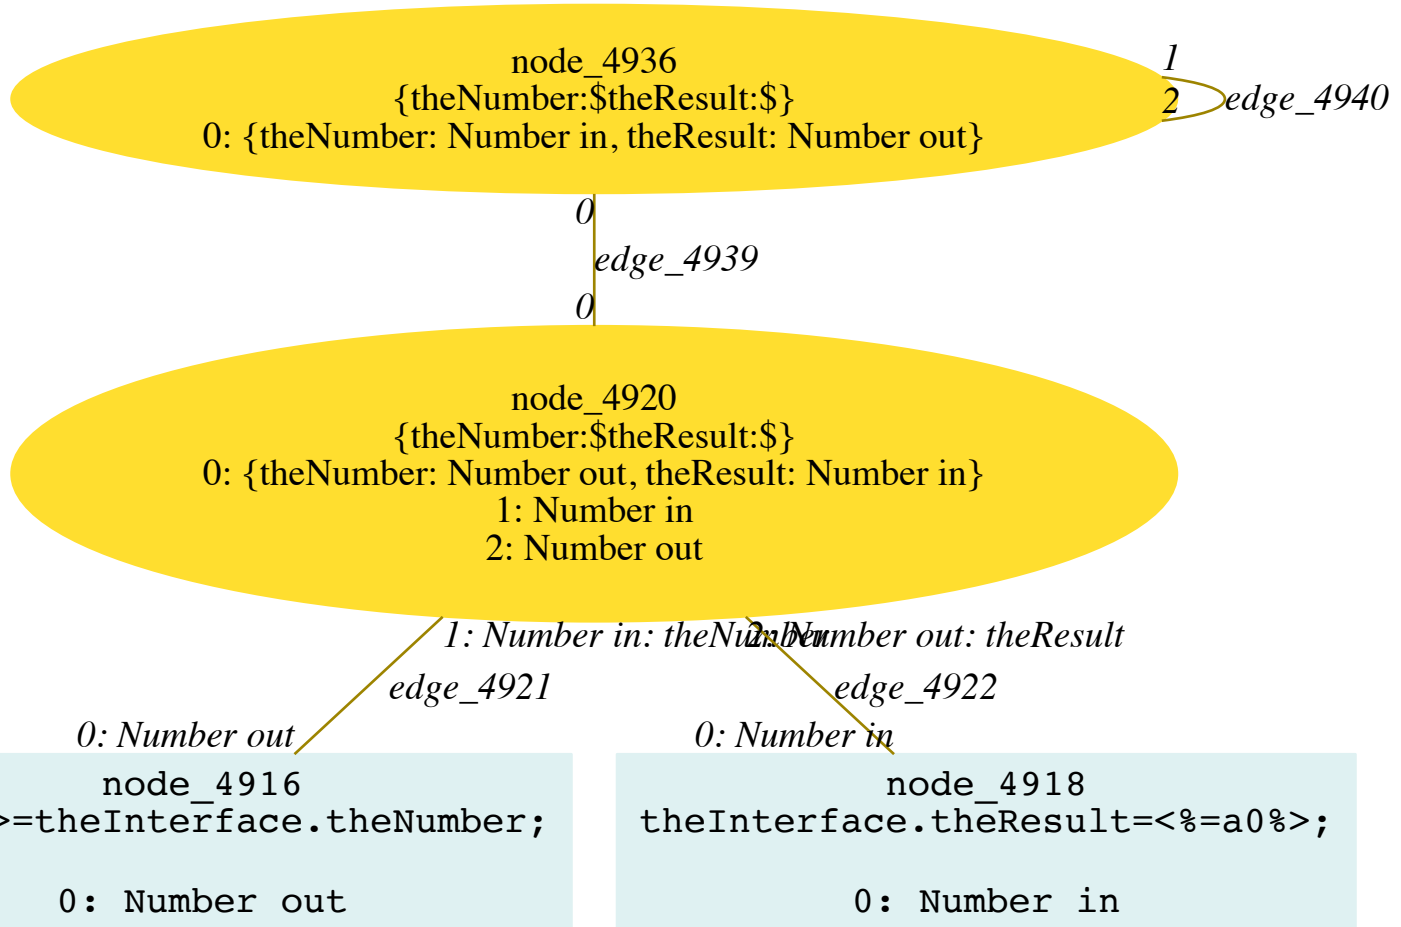 node_4936
{theNumber:$theResult:$}
0: {theNumber: Number in, theResult: Number out}
1
2
edge_4940
0
edge_4939
0
node_4920
{theNumber:$theResult:$}
0: {theNumber: Number out, theResult: Number in}
1: Number in
2: Number out
1: Number in: theNumber
2: Number out: theResult
edge_4921
edge_4922
0: Number out
0: Number in
node_4916
>=theInterface.theNumber;
0: Number out
node_4918
theInterface.theResult=<%=a0%>;
0: Number in